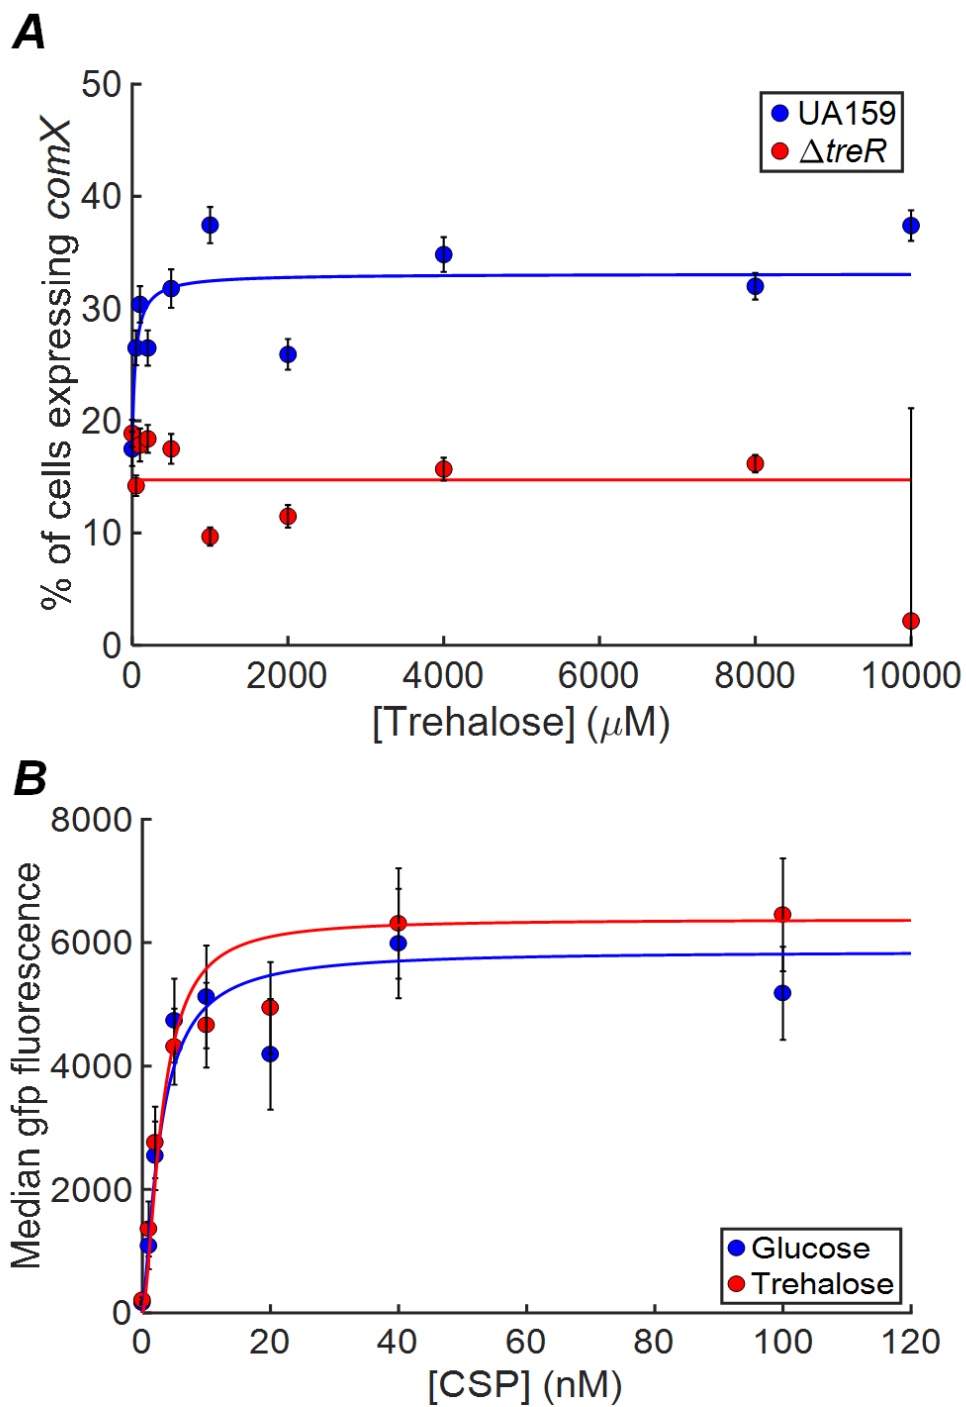 A
50
40
30
20
10
0
% of cells expressing comX
UA159
ΔtreR
0 2000 4000 6000 8000 10000
[Trehalose] (μM)
B
8000
6000
4000
2000
0
Median gfp fluorescence
Glucose
Trehalose
0 20 40 60 80 100 120
[CSP] (nM)